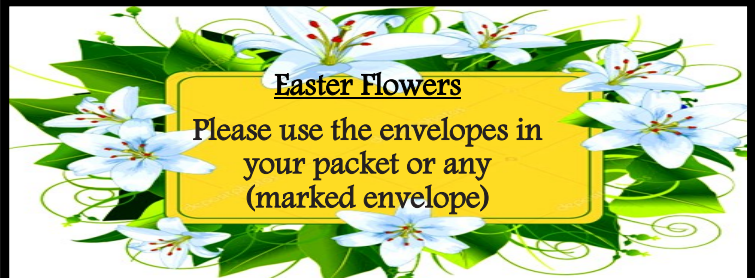 Easter Flowers
Please use the envelopes in
your packet or any
(marked envelope)